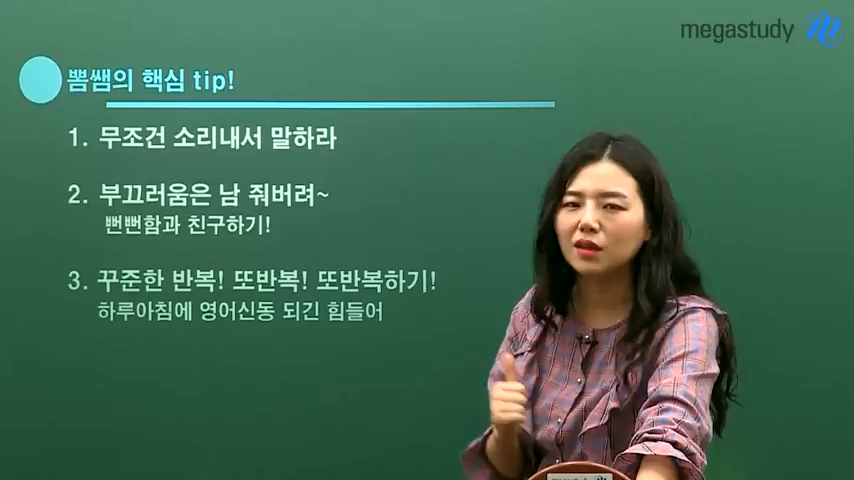 megastudy
뽐쌤의 핵심 tip!
1. 무조건 소리내서 말하라
2. 부끄러움은 남 줘버려~
뻔뻔함과 친구하기!
3. 꾸준한 반복! 또반복! 또반복하기!
하루아침에 영어신동 되긴 힘들어
megastudy